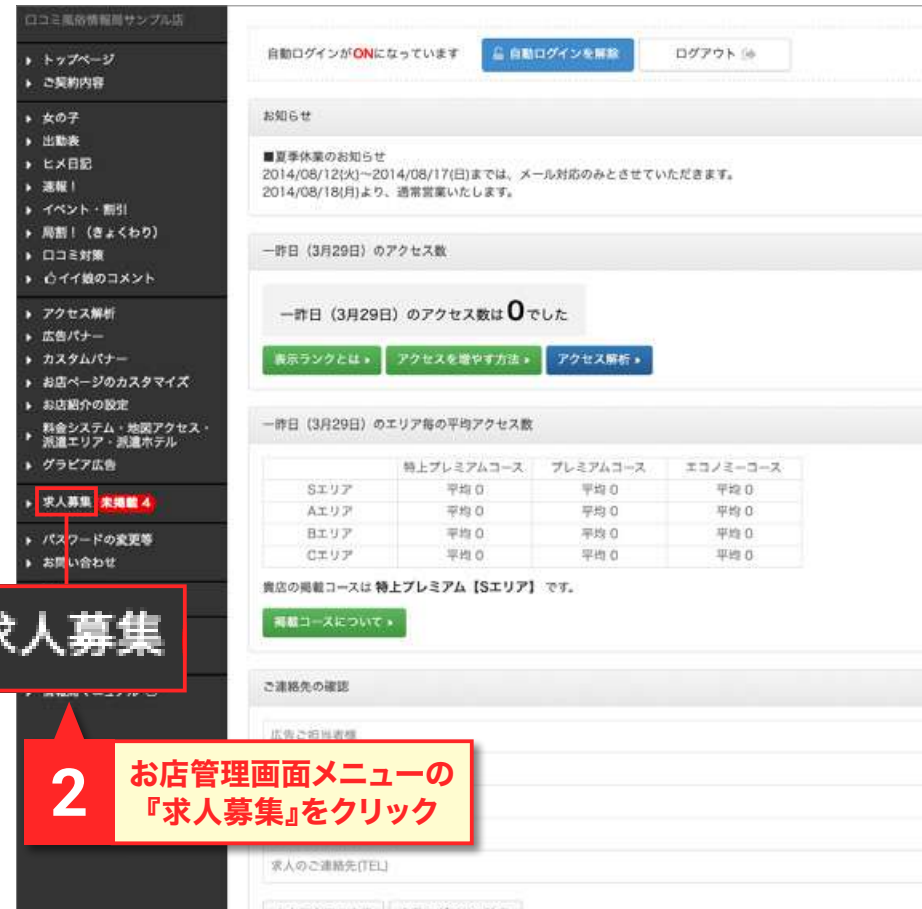 口コミ風俗情報局サンプル店
トップページ
ご契約内容
女の子
出勤表
ヒメ日記
速報！
イベント・割引
局割！（きょくわり）
口コミ対策
イイ娘のコメント
アクセス解析
広告バナー
カスタムバナー
お店ページのカスタマイズ
お店紹介の設定
料金システム・地図アクセス・
派遣エリア・派遣ホテル
グラビア広告
求人募集 未掲載 4
パスワードの変更等
お問い合わせ
求人募集
自動ログインがONになっています 自動ログインを解除 ログアウト
お知らせ
■夏季休業のお知らせ
2014/08/12(火)～2014/08/17(日)までは、メール対応のみとさせていただきます。
2014/08/18(月)より、通常営業いたします。
一昨日（3月29日）のアクセス数
一昨日（3月29日）のアクセス数は0でした
表示ランクとは アクセスを増やす方法 アクセス解析
一昨日（3月29日）のエリア毎の平均アクセス数
特上プレミアムコース プレミアムコース エコノミーコース
Sエリア 平均 0 平均 0 平均 0
Aエリア 平均 0 平均 0 平均 0
Bエリア 平均 0 平均 0 平均 0
Cエリア 平均 0 平均 0 平均 0
貴店の掲載コースは 特上プレミアム【Sエリア】 です。
掲載コースについて
ご連絡先の確認
広告ご担当者様
2
お店管理画面メニューの
『求人募集』をクリック
求人のご連絡先(TEL)